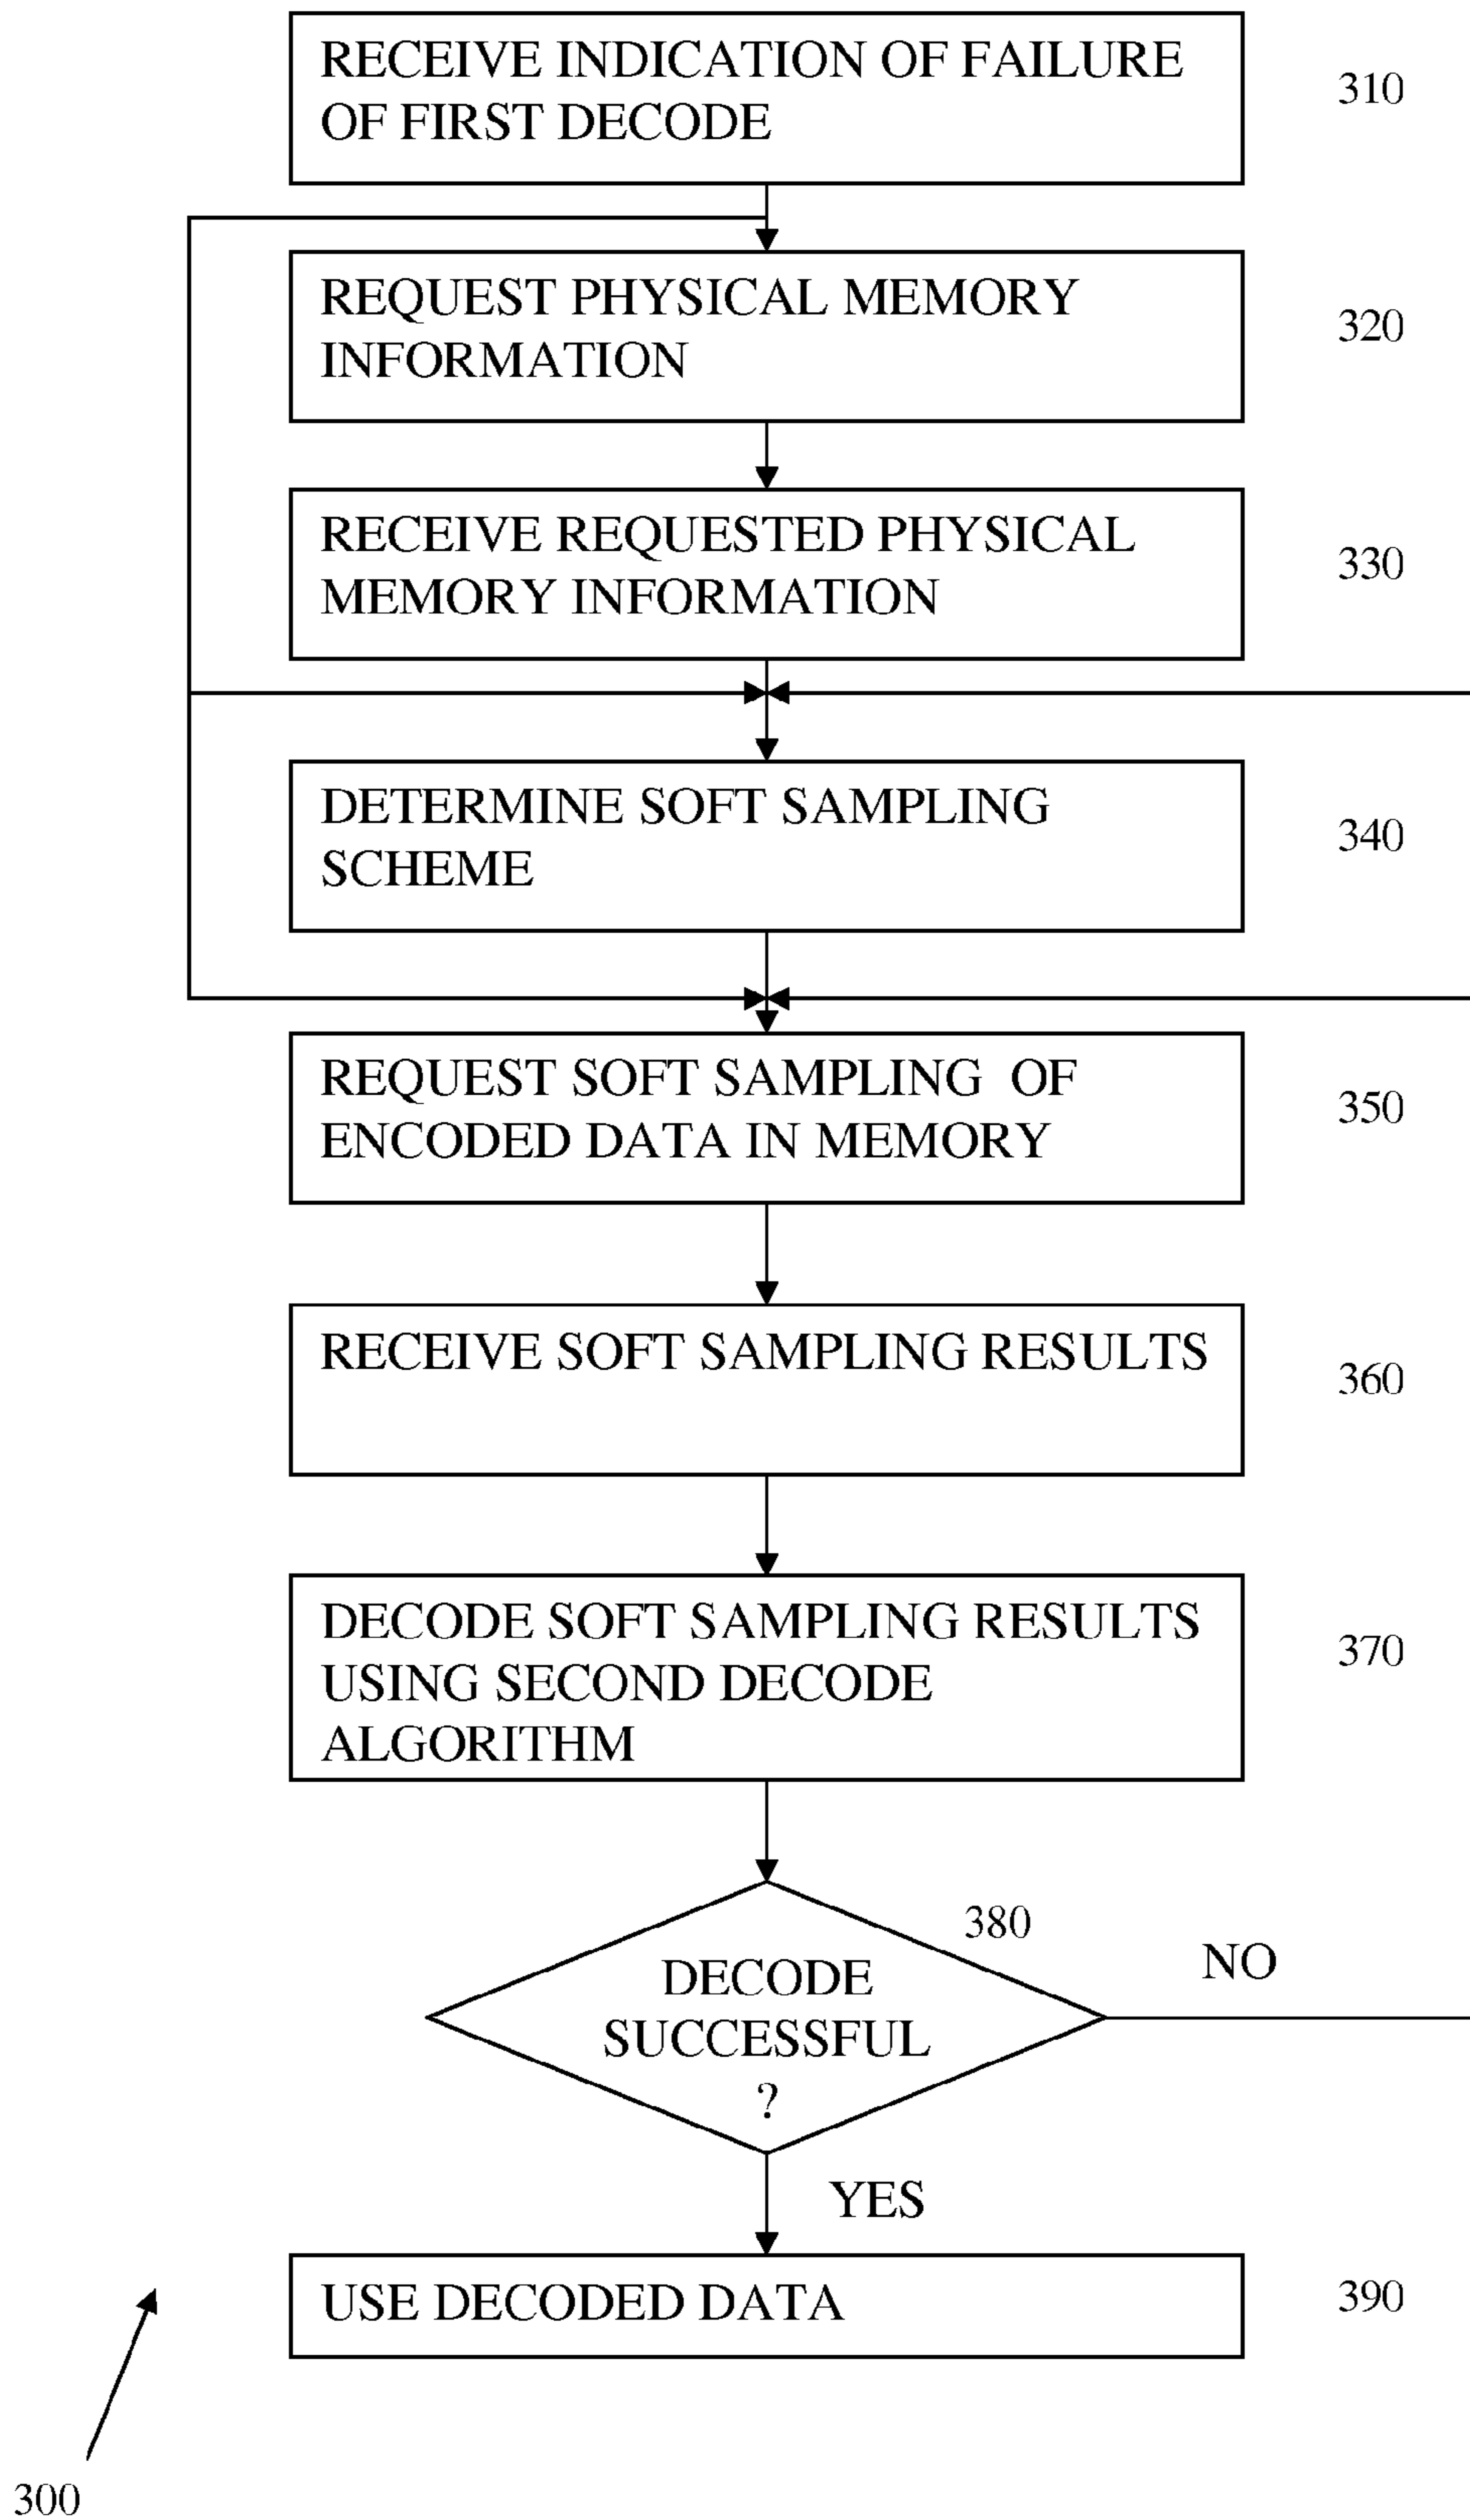 RECEIVE INDICATION OF FAILURE
OF FIRST DECODE
310
REQUEST PHYSICAL MEMORY
INFORMATION
320
RECEIVE REQUESTED PHYSICAL
MEMORY INFORMATION
330
DETERMINE SOFT SAMPLING
SCHEME
340
REQUEST SOFT SAMPLING OF
ENCODED DATA IN MEMORY
350
RECEIVE SOFT SAMPLING RESULTS
360
DECODE SOFT SAMPLING RESULTS
USING SECOND DECODE
ALGORITHM
370
380
DECODE
SUCCESSFUL
?
NO
YES
USE DECODED DATA
390
300